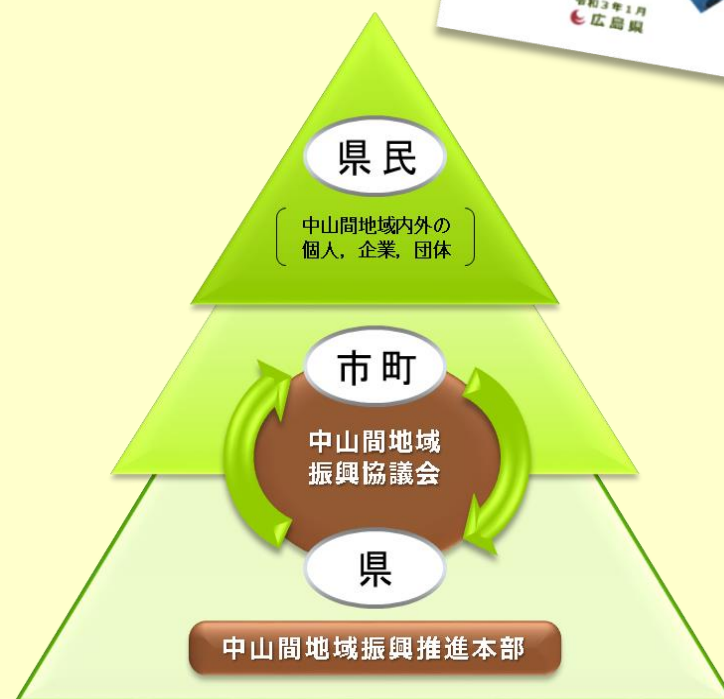 令和3年1月
広島県
県民
中山間地域内外の
個人，企業，団体
市町
中山間地域
振興協議会
県
中山間地域振興推進本部